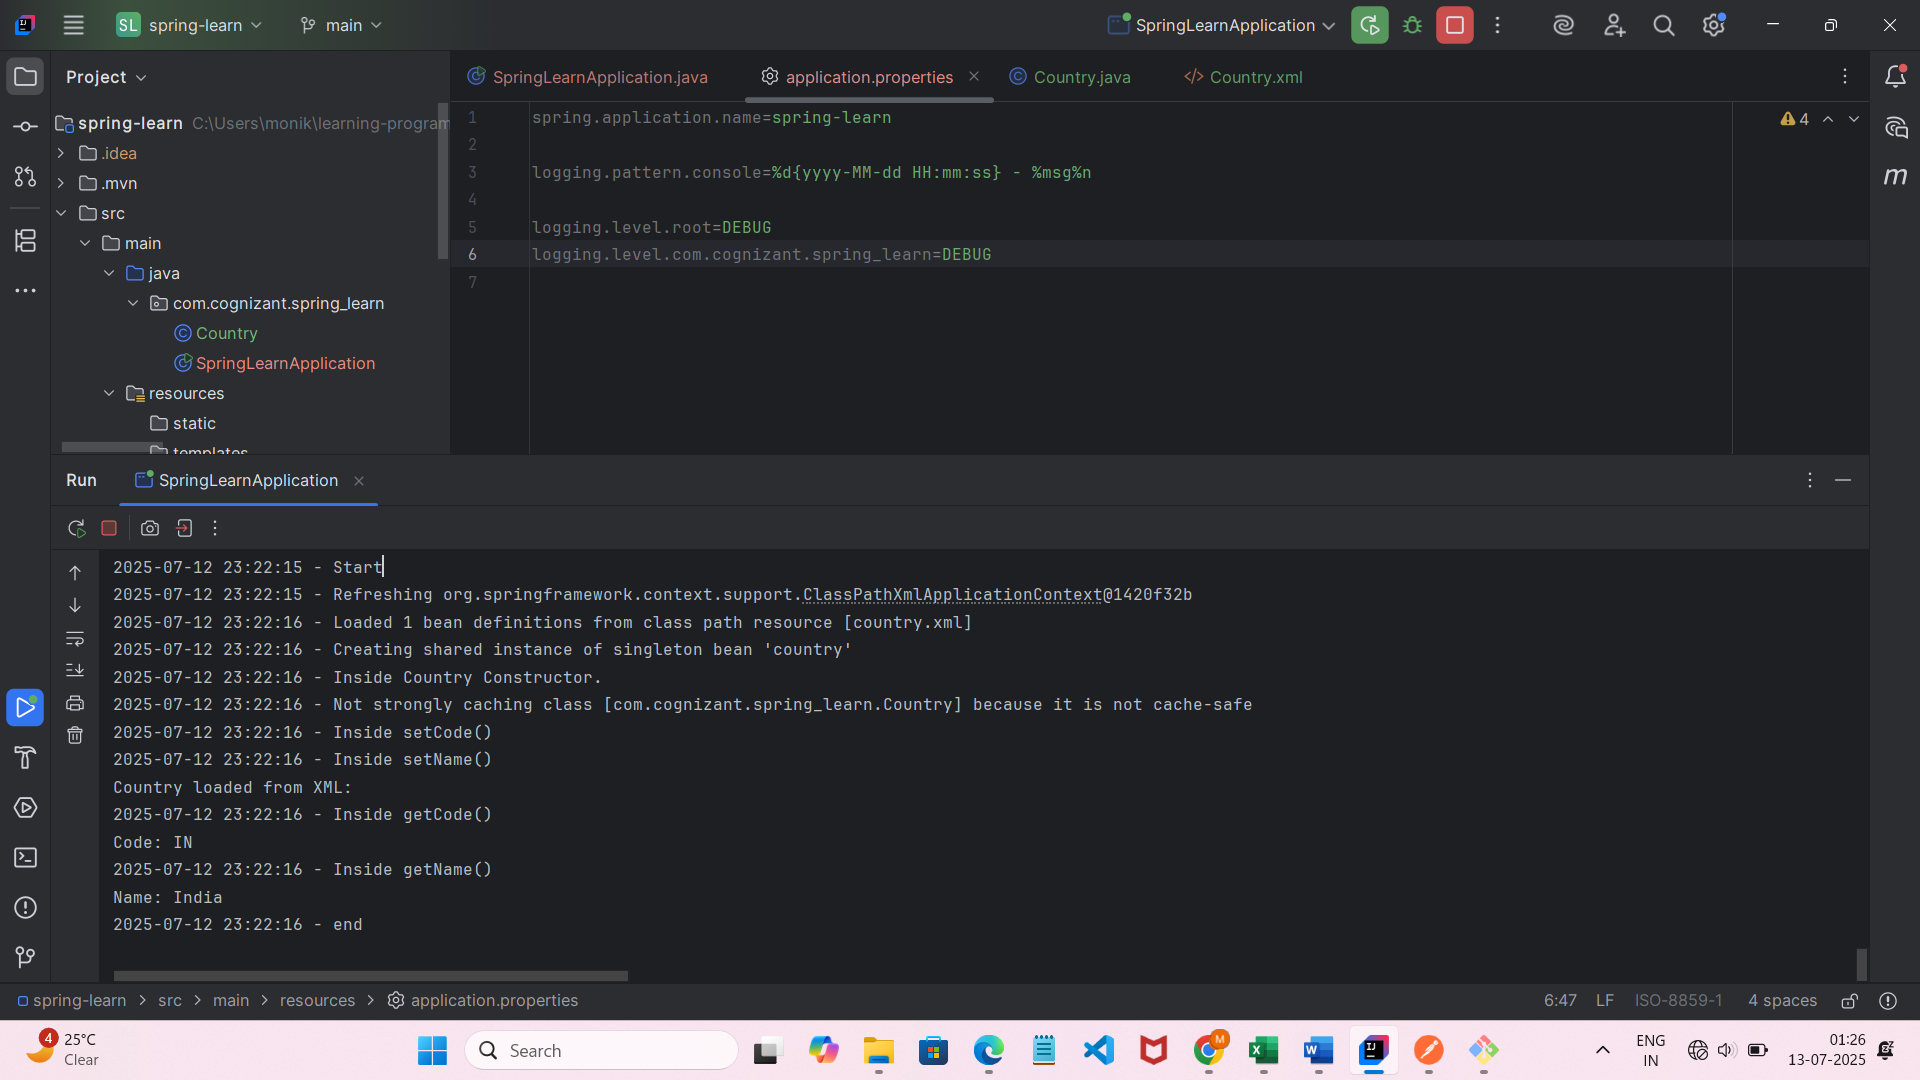 SL spring-learn main SpringLearnApplication
Project
SpringLearnApplication.java application.properties Country.java Country.xml
spring-learn C:\Users\monik\learning-program
.idea
.mvn
src
main
java
com.cognizant.spring_learn
Country
SpringLearnApplication
resources
static
templates
1 spring.application.name=spring-learn
2
3 logging.pattern.console=%d{yyyy-MM-dd HH:mm:ss} - %msg%n
4
5 logging.level.root=DEBUG
6 logging.level.com.cognizant.spring_learn=DEBUG
7
4
m
Run SpringLearnApplication
2025-07-12 23:22:15 - Start
2025-07-12 23:22:15 - Refreshing org.springframework.context.support.ClassPathXmlApplicationContext@1420f32b
2025-07-12 23:22:16 - Loaded 1 bean definitions from class path resource [country.xml]
2025-07-12 23:22:16 - Creating shared instance of singleton bean 'country'
2025-07-12 23:22:16 - Inside Country Constructor.
2025-07-12 23:22:16 - Not strongly caching class [com.cognizant.spring_learn.Country] because it is not cache-safe
2025-07-12 23:22:16 - Inside setCode()
2025-07-12 23:22:16 - Inside setName()
Country loaded from XML:
2025-07-12 23:22:16 - Inside getCode()
Code: IN
2025-07-12 23:22:16 - Inside getName()
Name: India
2025-07-12 23:22:16 - end
spring-learn > src > main > resources > application.properties
6:47 LF ISO-8859-1 4 spaces
4
25°C
Clear
Search
M
ENG
IN
01:26
13-07-2025